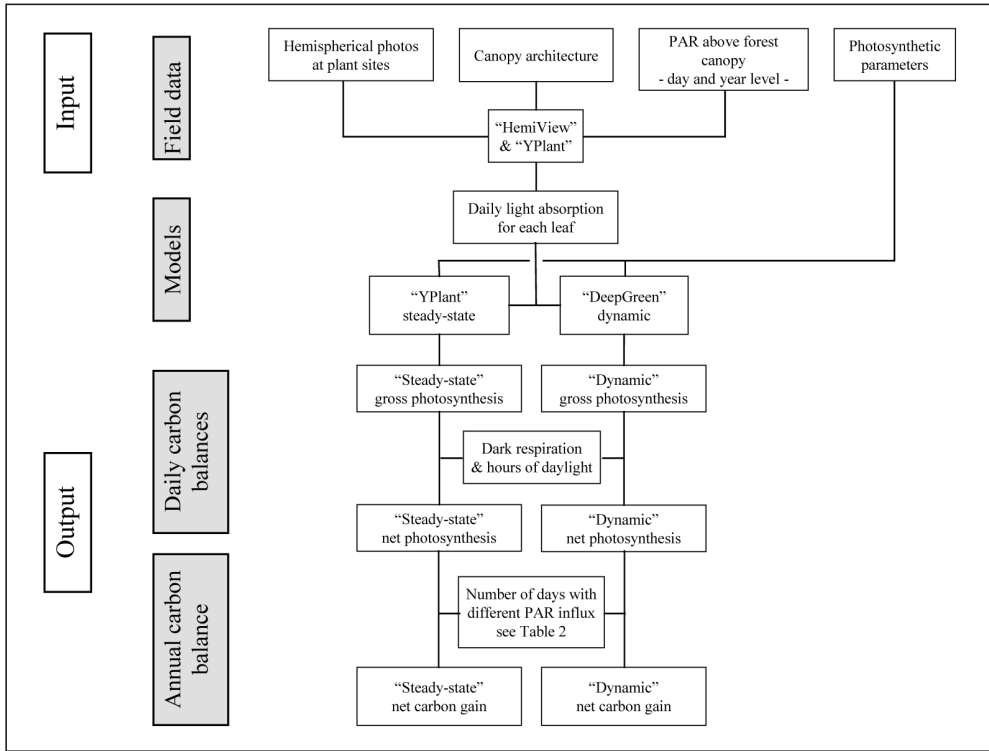 Input
Field data
Hemispherical photos
at plant sites
Canopy architecture
PAR above forest
canopy
- day and year level -
Photosynthetic
parameters
“HemiView”
& “YPlant”
Models
Daily light absorption
for each leaf
“YPlant”
steady-state
“DeepGreen”
dynamic
Output
Daily carbon
balances
“Steady-state”
gross photosynthesis
“Dynamic”
gross photosynthesis
Dark respiration
& hours of daylight
“Steady-state”
net photosynthesis
“Dynamic”
net photosynthesis
Annual carbon
balance
Number of days with
different PAR influx
see Table 2
“Steady-state”
net carbon gain
“Dynamic”
net carbon gain